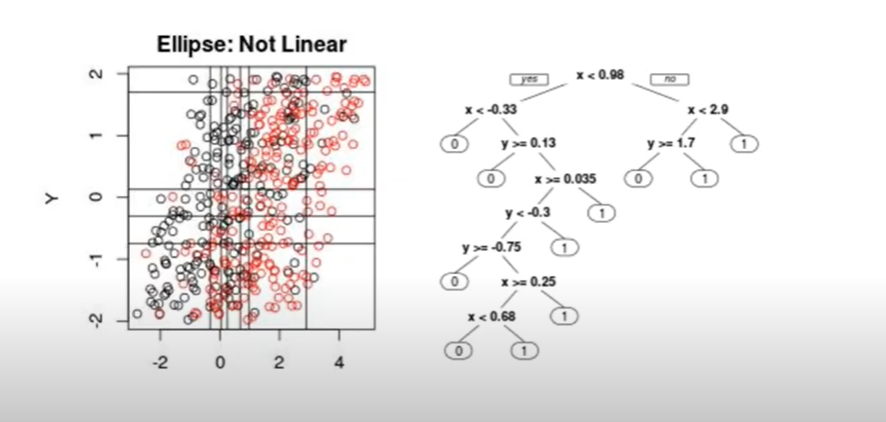 Ellipse: Not Linear
2
1
0
-1
-2
Y
-2 0 2 4
yes x < 0.98 no
x < -0.33 x < 2.9
0 y >= 0.13 y >= 1.7 1
0 x >= 0.035 0 1
y < -0.3 1
y >= -0.75 1
0 x >= 0.25
x < 0.68 1
0 1